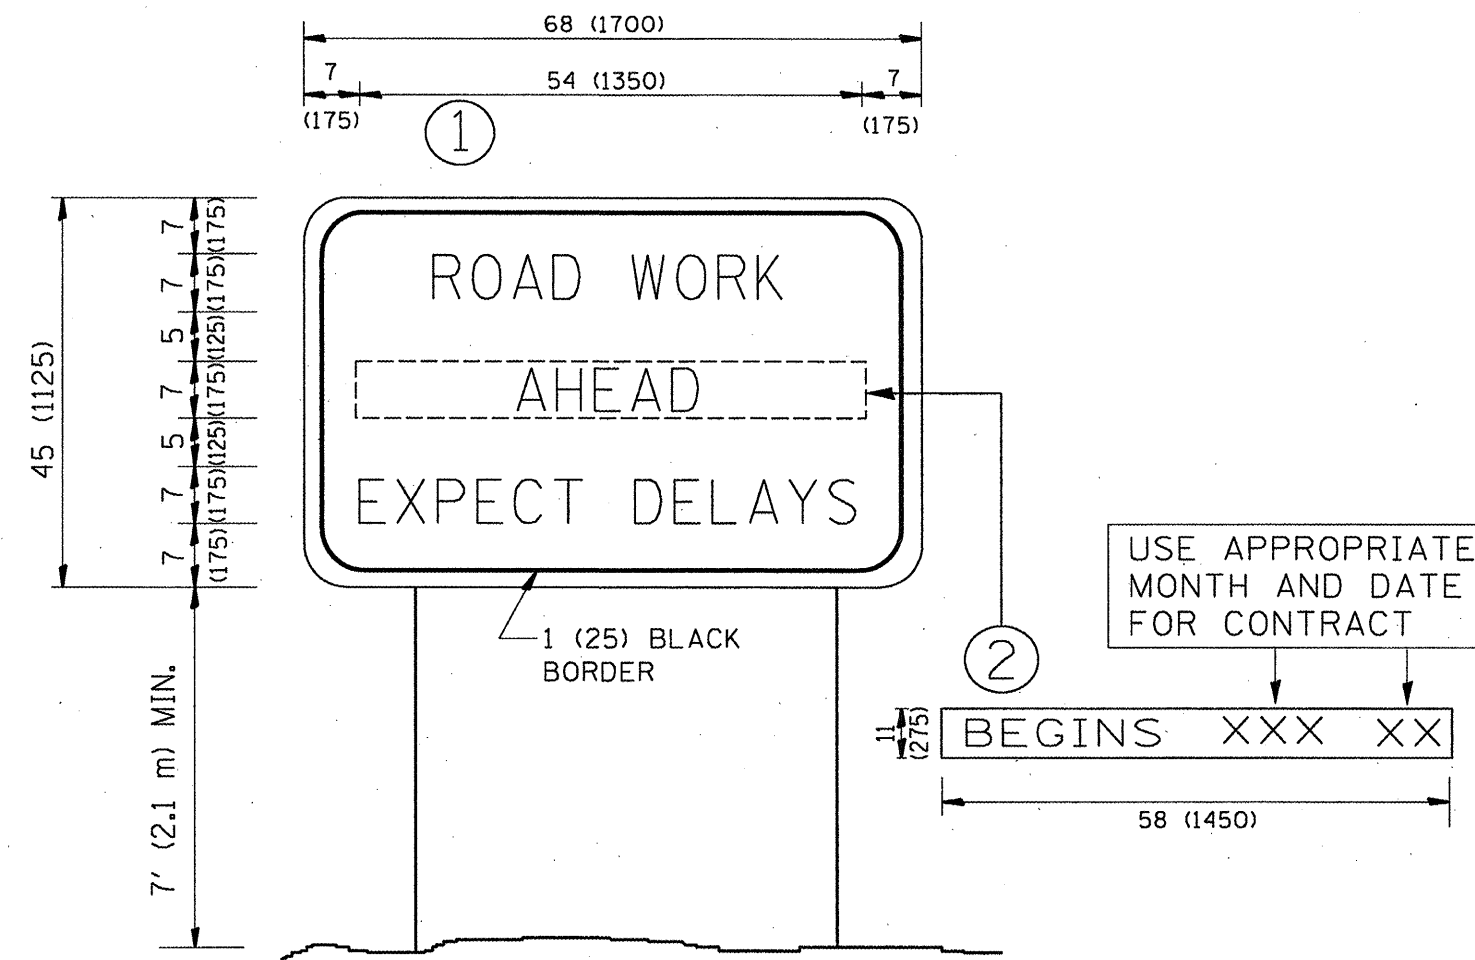 68 (1700)
7
54 (1350)
7
(175)
(175)
1
45 (1125)
7
(175)
7
(175)
5
(125)
7
(175)
5
(125)
7
(175)
7
(175)
7' (2.1 m) MIN.
ROAD WORK
AHEAD
EXPECT DELAYS
1 (25) BLACK
BORDER
2
USE APPROPRIATE
MONTH AND DATE
FOR CONTRACT
11
(275)
BEGINS XXX XX
58 (1450)